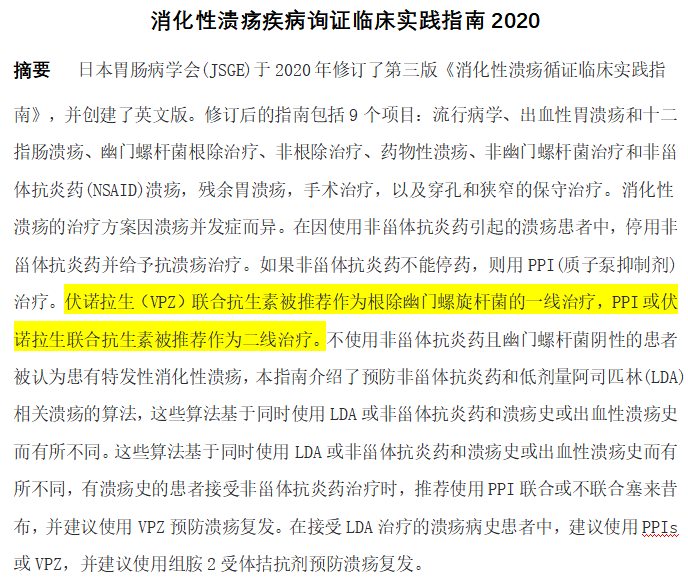 消化性溃疡疾病询证临床实践指南 2020
摘要 日本胃肠病学会(JSGE)于 2020 年修订了第三版《消化性溃疡循证临床实践指
南》，并创建了英文版。修订后的指南包括 9 个项目：流行病学、出血性胃溃疡和十二
指肠溃疡、幽门螺杆菌根除治疗、非根除治疗、药物性溃疡、非幽门螺杆菌治疗和非甾
体抗炎药(NSAID)溃疡，残余胃溃疡，手术治疗，以及穿孔和狭窄的保守治疗。消化性
溃疡的治疗方案因溃疡并发症而异。在因使用非甾体抗炎药引起的溃疡患者中，停用非
甾体抗炎药并给予抗溃疡治疗。如果非甾体抗炎药不能停药，则用 PPI(质子泵抑制剂)
治疗。伏诺拉生（VPZ）联合抗生素被推荐作为根除幽门螺旋杆菌的一线治疗，PPI 或伏
诺拉生联合抗生素被推荐作为二线治疗。不使用非甾体抗炎药且幽门螺杆菌阴性的患者
被认为患有特发性消化性溃疡，本指南介绍了预防非甾体抗炎药和低剂量阿司匹林(LDA)
相关溃疡的算法，这些算法基于同时使用 LDA 或非甾体抗炎药和溃疡史或出血性溃疡史
而有所不同。这些算法基于同时使用 LDA 或非甾体抗炎药和溃疡史或出血性溃疡史而有
所不同，有溃疡史的患者接受非甾体抗炎药治疗时，推荐使用 PPI 联合或不联合塞来昔
布，并建议使用 VPZ 预防溃疡复发。在接受 LDA 治疗的溃疡病史患者中，建议使用 PPIs
或 VPZ，并建议使用组胺 2 受体拮抗剂预防溃疡复发。